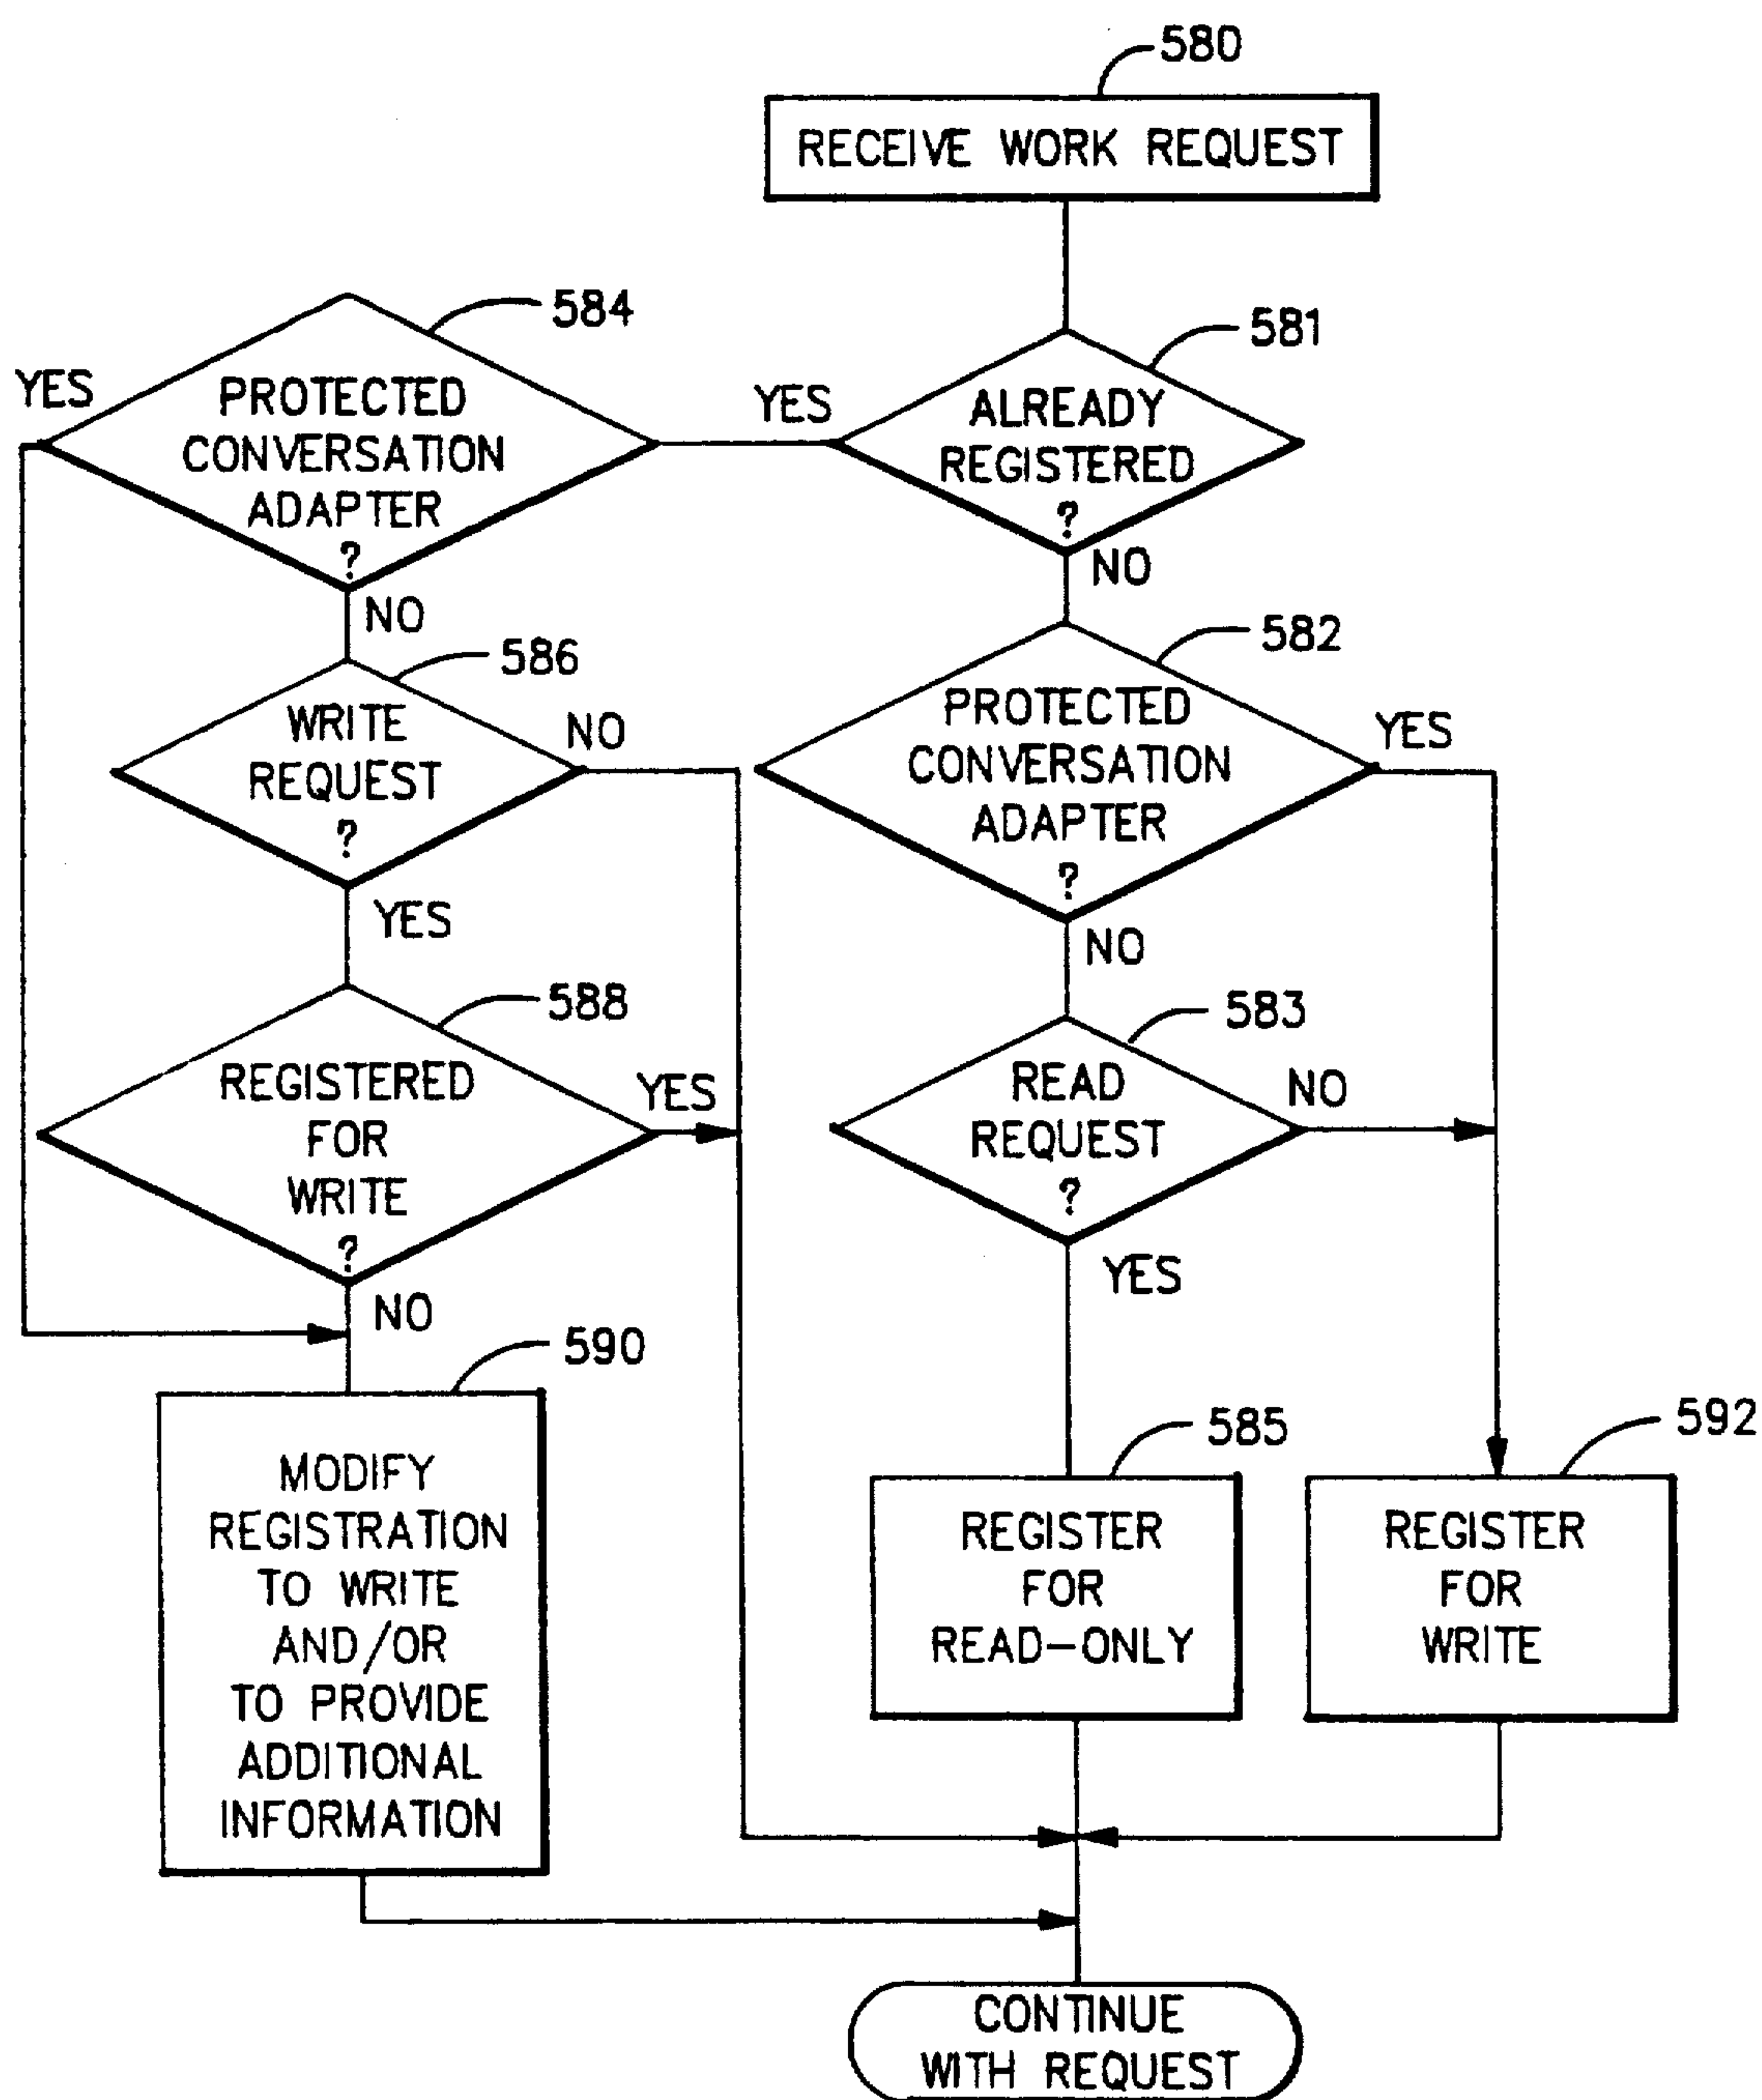 580
RECEIVE WORK REQUEST
584
581
YES
PROTECTED
CONVERSATION
ADAPTER
?
YES
ALREADY
REGISTERED
?
NO
NO
586
582
WRITE
REQUEST
?
NO
PROTECTED
CONVERSATION
ADAPTER
?
YES
YES
NO
588
583
REGISTERED
FOR
WRITE
?
YES
READ
REQUEST
?
NO
YES
NO
590
585
592
MODIFY
REGISTRATION
TO WRITE
AND/OR
TO PROVIDE
ADDITIONAL
INFORMATION
REGISTER
FOR
READ-ONLY
REGISTER
FOR
WRITE
CONTINUE
WITH REQUEST